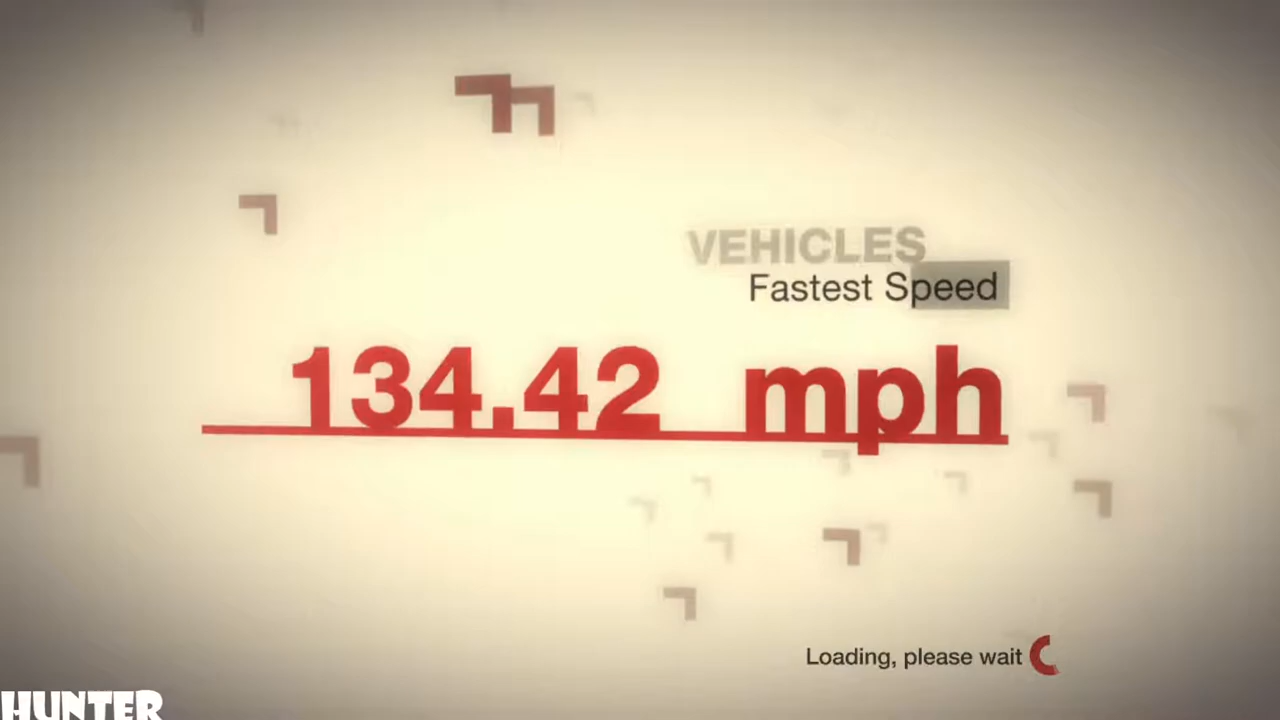 VEHICLES
Fastest Speed
134.42 mph
Loading, please wait
HUNTER